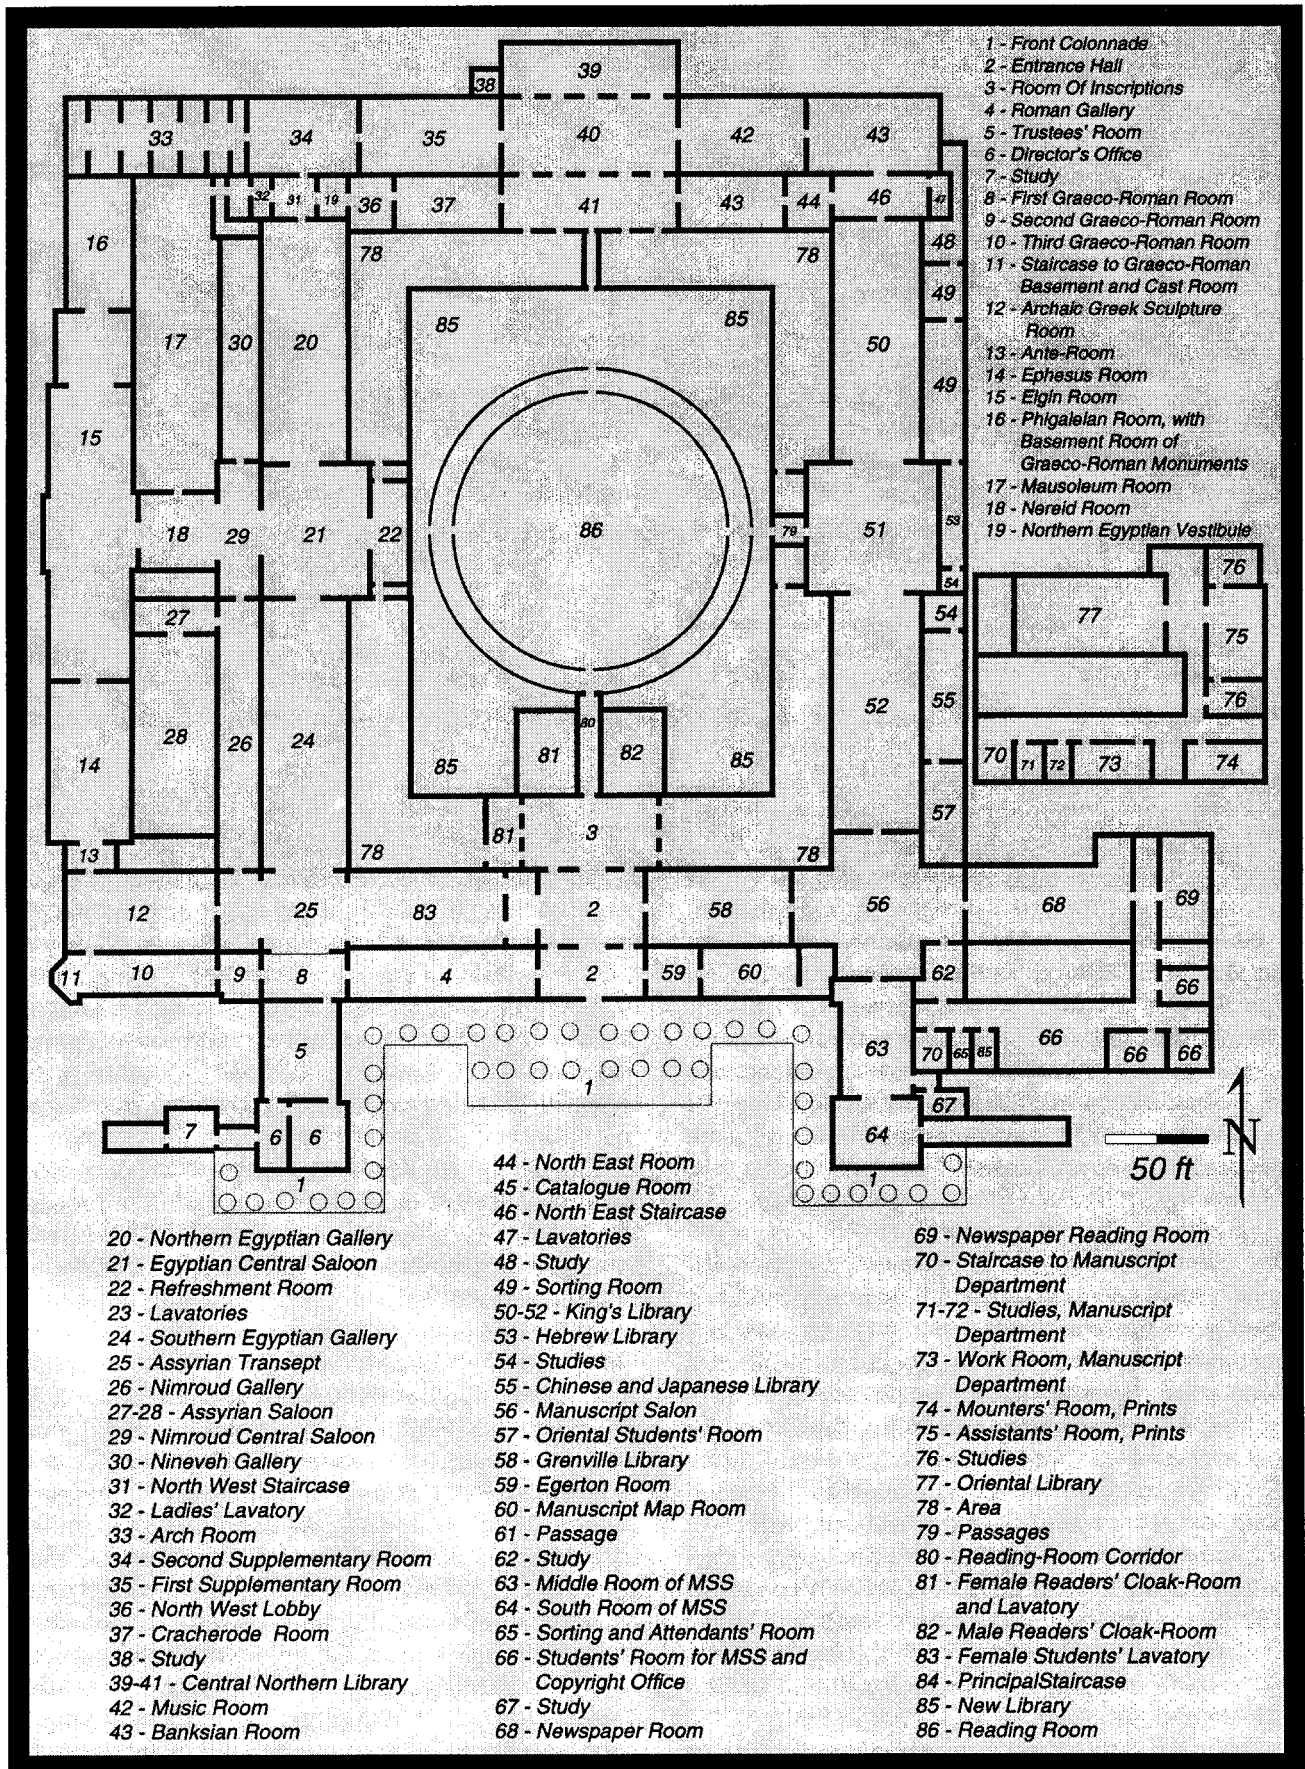 39
38
33
34
35
40
42
43
32
31
19
36
37
41
43
44
46
47
16
78
78
48
49
85
85
17
30
20
50
49
15
18
29
21
22
86
79
51
53
54
27
54
28
26
24
52
55
14
80
81
82
85
85
57
13
81
3
78
78
12
25
83
2
58
56
68
69
11
10
9
8
4
2
59
60
62
66
5
1
63
70
65
85
66
66
66
7
6
6
64
67
1
1
76
77
75
76
70
71
72
73
74
N
50 ft
1 - Front Colonnade
2 - Entrance Hall
3 - Room Of Inscriptions
4 - Roman Gallery
5 - Trustees' Room
6 - Director's Office
7 - Study
8 - First Graeco-Roman Room
9 - Second Graeco-Roman Room
10 - Third Graeco-Roman Room
11 - Staircase to Graeco-Roman
Basement and Cast Room
12 - Archaic Greek Sculpture
Room
13 - Ante-Room
14 - Ephesus Room
15 - Elgin Room
16 - Phigaleian Room, with
Basement Room of
Graeco-Roman Monuments
17 - Mausoleum Room
18 - Nereid Room
19 - Northern Egyptian Vestibule
20 - Northern Egyptian Gallery
21 - Egyptian Central Saloon
22 - Refreshment Room
23 - Lavatories
24 - Southern Egyptian Gallery
25 - Assyrian Transept
26 - Nimroud Gallery
27-28 - Assyrian Saloon
29 - Nimroud Central Saloon
30 - Nineveh Gallery
31 - North West Staircase
32 - Ladies' Lavatory
33 - Arch Room
34 - Second Supplementary Room
35 - First Supplementary Room
36 - North West Lobby
37 - Cracherode Room
38 - Study
39-41 - Central Northern Library
42 - Music Room
43 - Banksian Room
44 - North East Room
45 - Catalogue Room
46 - North East Staircase
47 - Lavatories
48 - Study
49 - Sorting Room
50-52 - King's Library
53 - Hebrew Library
54 - Studies
55 - Chinese and Japanese Library
56 - Manuscript Salon
57 - Oriental Students' Room
58 - Grenville Library
59 - Egerton Room
60 - Manuscript Map Room
61 - Passage
62 - Study
63 - Middle Room of MSS
64 - South Room of MSS
65 - Sorting and Attendants' Room
66 - Students' Room for MSS and
Copyright Office
67 - Study
68 - Newspaper Room
69 - Newspaper Reading Room
70 - Staircase to Manuscript
Department
71-72 - Studies, Manuscript
Department
73 - Work Room, Manuscript
Department
74 - Mounters' Room, Prints
75 - Assistants' Room, Prints
76 - Studies
77 - Oriental Library
78 - Area
79 - Passages
80 - Reading-Room Corridor
81 - Female Readers' Cloak-Room
and Lavatory
82 - Male Readers' Cloak-Room
83 - Female Students' Lavatory
84 - PrincipalStaircase
85 - New Library
86 - Reading Room